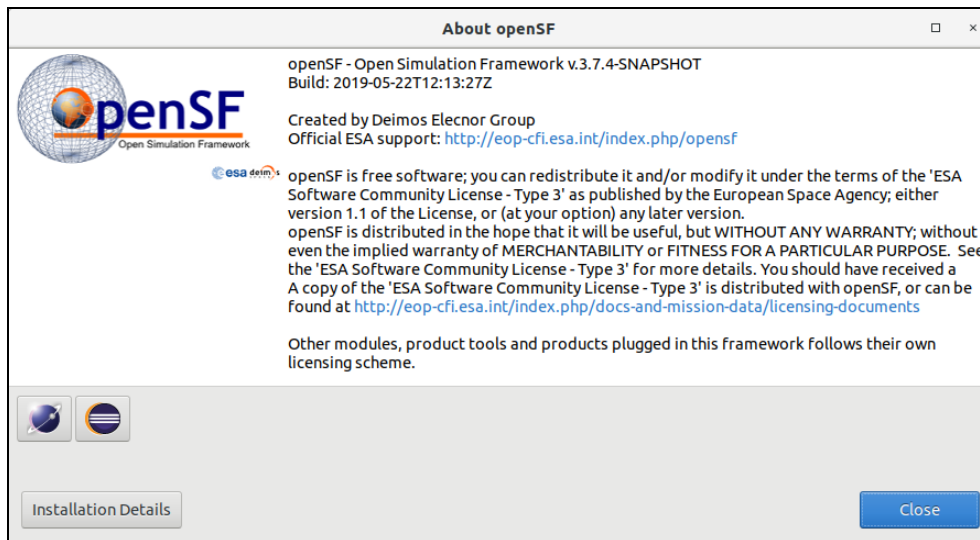 About openSF
OpenSF
Open Simulation Framework
esa deimos
openSF - Open Simulation Framework v.3.7.4-SNAPSHOT
Build: 2019-05-22T12:13:27Z
Created by Deimos Elecnor Group
Official ESA support: http://eop-cfi.esa.int/index.php/opensf
openSF is free software; you can redistribute it and/or modify it under the terms of the 'ESA
Software Community License - Type 3' as published by the European Space Agency; either
version 1.1 of the License, or (at your option) any later version.
openSF is distributed in the hope that it will be useful, but WITHOUT ANY WARRANTY; without
even the implied warranty of MERCHANTABILITY or FITNESS FOR A PARTICULAR PURPOSE. See
the 'ESA Software Community License - Type 3' for more details. You should have received a
A copy of the 'ESA Software Community License - Type 3' is distributed with openSF, or can be
found at http://eop-cfi.esa.int/index.php/docs-and-mission-data/licensing-documents
Other modules, product tools and products plugged in this framework follows their own
licensing scheme.
Installation Details
Close